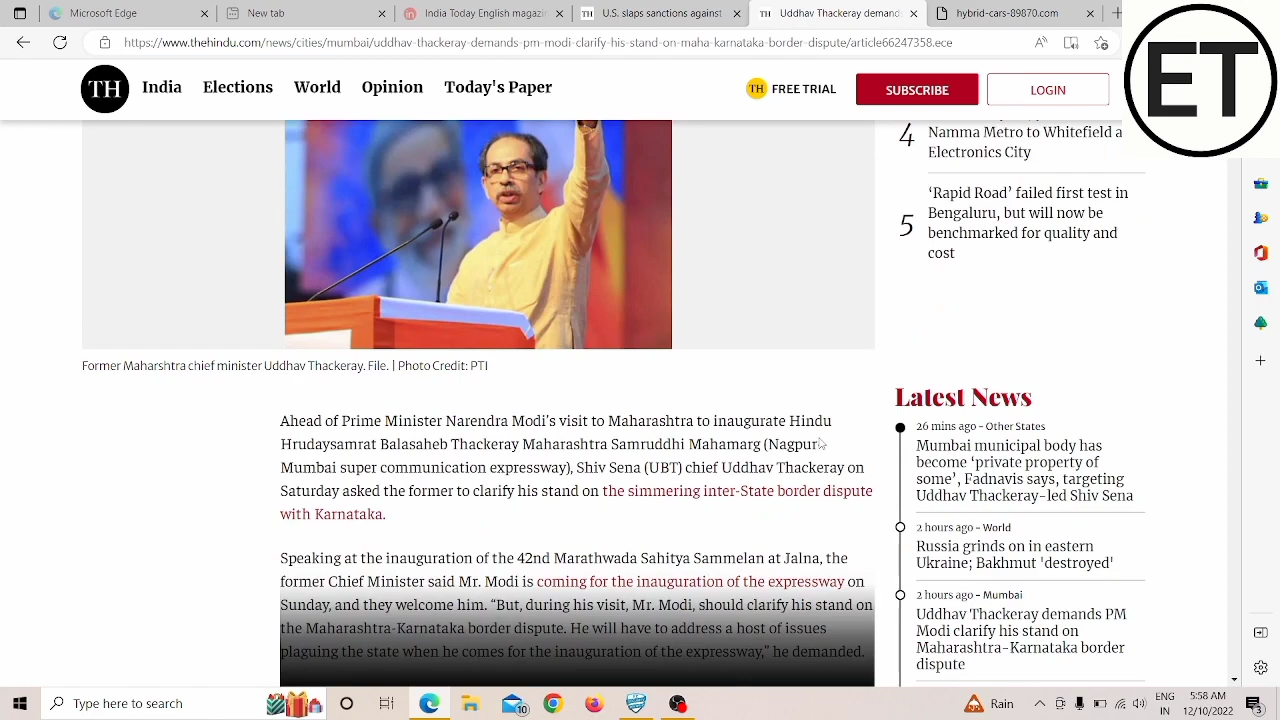 Microsoft Edge
New tab
India Today English magazin
TH U.S. slaps sanctions against
TH Uddhav Thackeray demand
hybrid-cars-89870.com
https://www.thehindu.com/news/cities/mumbai/uddhav-thackeray-demands-pm-modi-clarify-his-stand-on-maha-karnataka-border-dispute/article66247358.ece
ET
TH
India
Elections
World
Opinion
Today's Paper
TH FREE TRIAL
SUBSCRIBE
LOGIN
4
Namma Metro to Whitefield a
Electronics City
5
‘Rapid Road’ failed first test in
Bengaluru, but will now be
benchmarked for quality and
cost
Former Maharshtra chief minister Uddhav Thackeray. File. | Photo Credit: PTI
Ahead of Prime Minister Narendra Modi’s visit to Maharashtra to inaugurate Hindu
Hrudaysamrat Balasaheb Thackeray Maharashtra Samruddhi Mahamarg (Nagpur-
Mumbai super communication expressway), Shiv Sena (UBT) chief Uddhav Thackeray on
Saturday asked the former to clarify his stand on the simmering inter-State border dispute
with Karnataka.
Speaking at the inauguration of the 42nd Marathwada Sahitya Sammelan at Jalna, the
former Chief Minister said Mr. Modi is coming for the inauguration of the expressway on
Sunday, and they welcome him. “But, during his visit, Mr. Modi, should clarify his stand on
the Maharashtra-Karnataka border dispute. He will have to address a host of issues
plaguing the state when he comes for the inauguration of the expressway,” he demanded.
Latest News
26 mins ago - Other States
Mumbai municipal body has
become ‘private property of
some’, Fadnavis says, targeting
Uddhav Thackeray-led Shiv Sena
2 hours ago - World
Russia grinds on in eastern
Ukraine; Bakhmut 'destroyed'
2 hours ago - Mumbai
Uddhav Thackeray demands PM
Modi clarify his stand on
Maharashtra-Karnataka border
dispute
Type here to search
10
Rain
ENG
IN
5:58 AM
12/10/2022
3